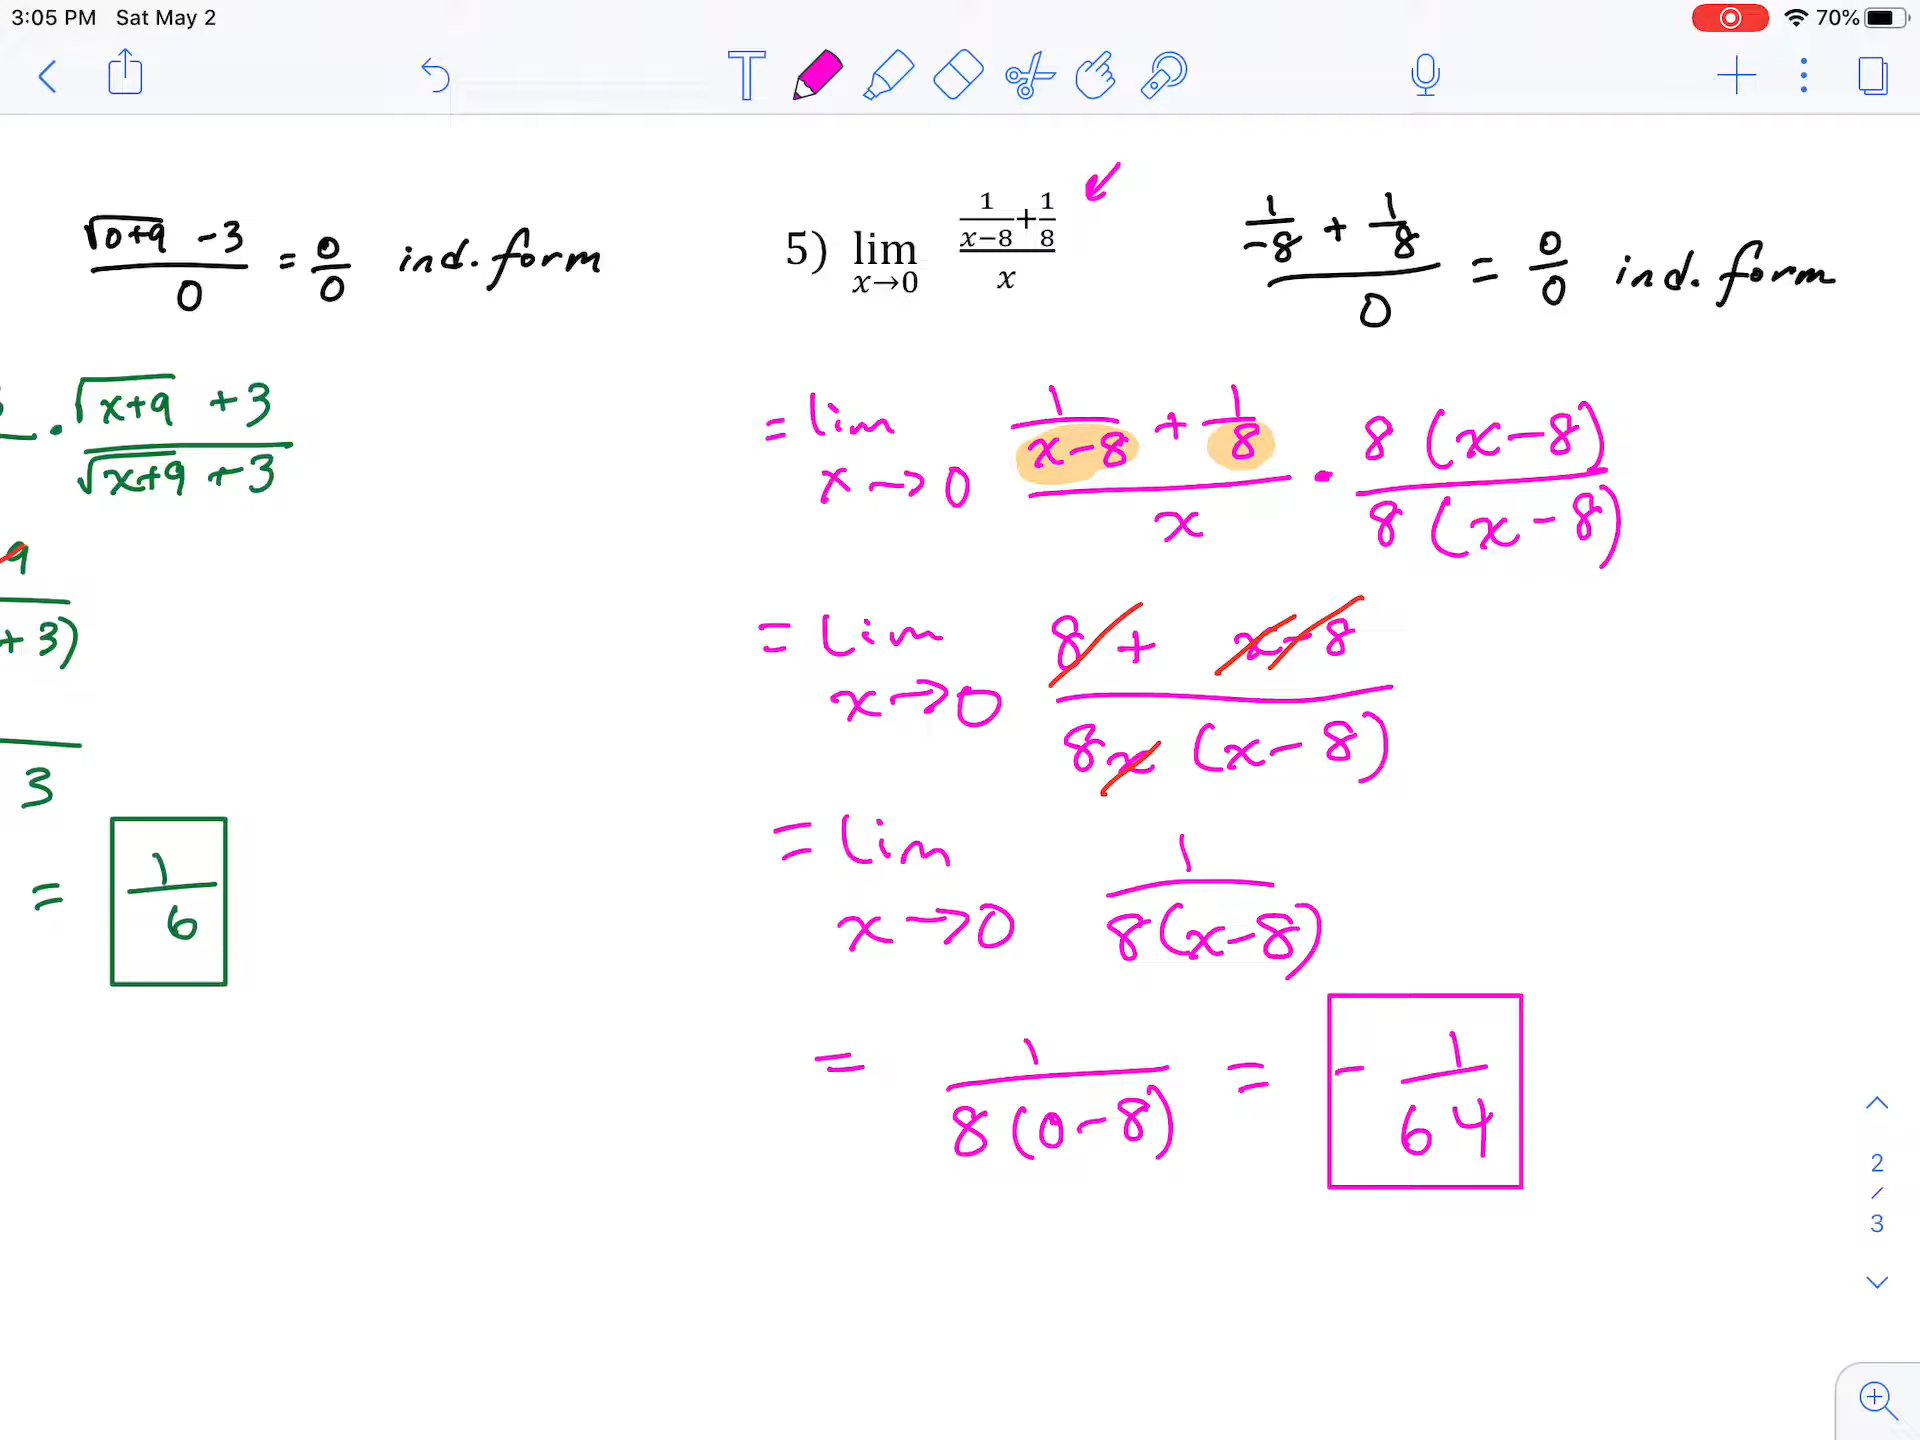 3:05 PM Sat May 2
70%
T
(√(0+9) - 3)/0 = 0/0 ind. form
· (√(x+9) + 3)/(√(x+9) + 3)
9
+ 3)
3
= 1/6
5) lim x→0 (1/(x−8) + 1/8)/x
(1/-8 + 1/8)/0 = 0/0 ind. form
= lim x→0 (1/(x-8) + 1/8)/x · 8(x-8)/8(x-8)
= lim x→0 (8 + x-8)/(8x(x-8))
= lim x→0 1/(8(x-8))
= 1/(8(0-8)) = - 1/64
2
/
3